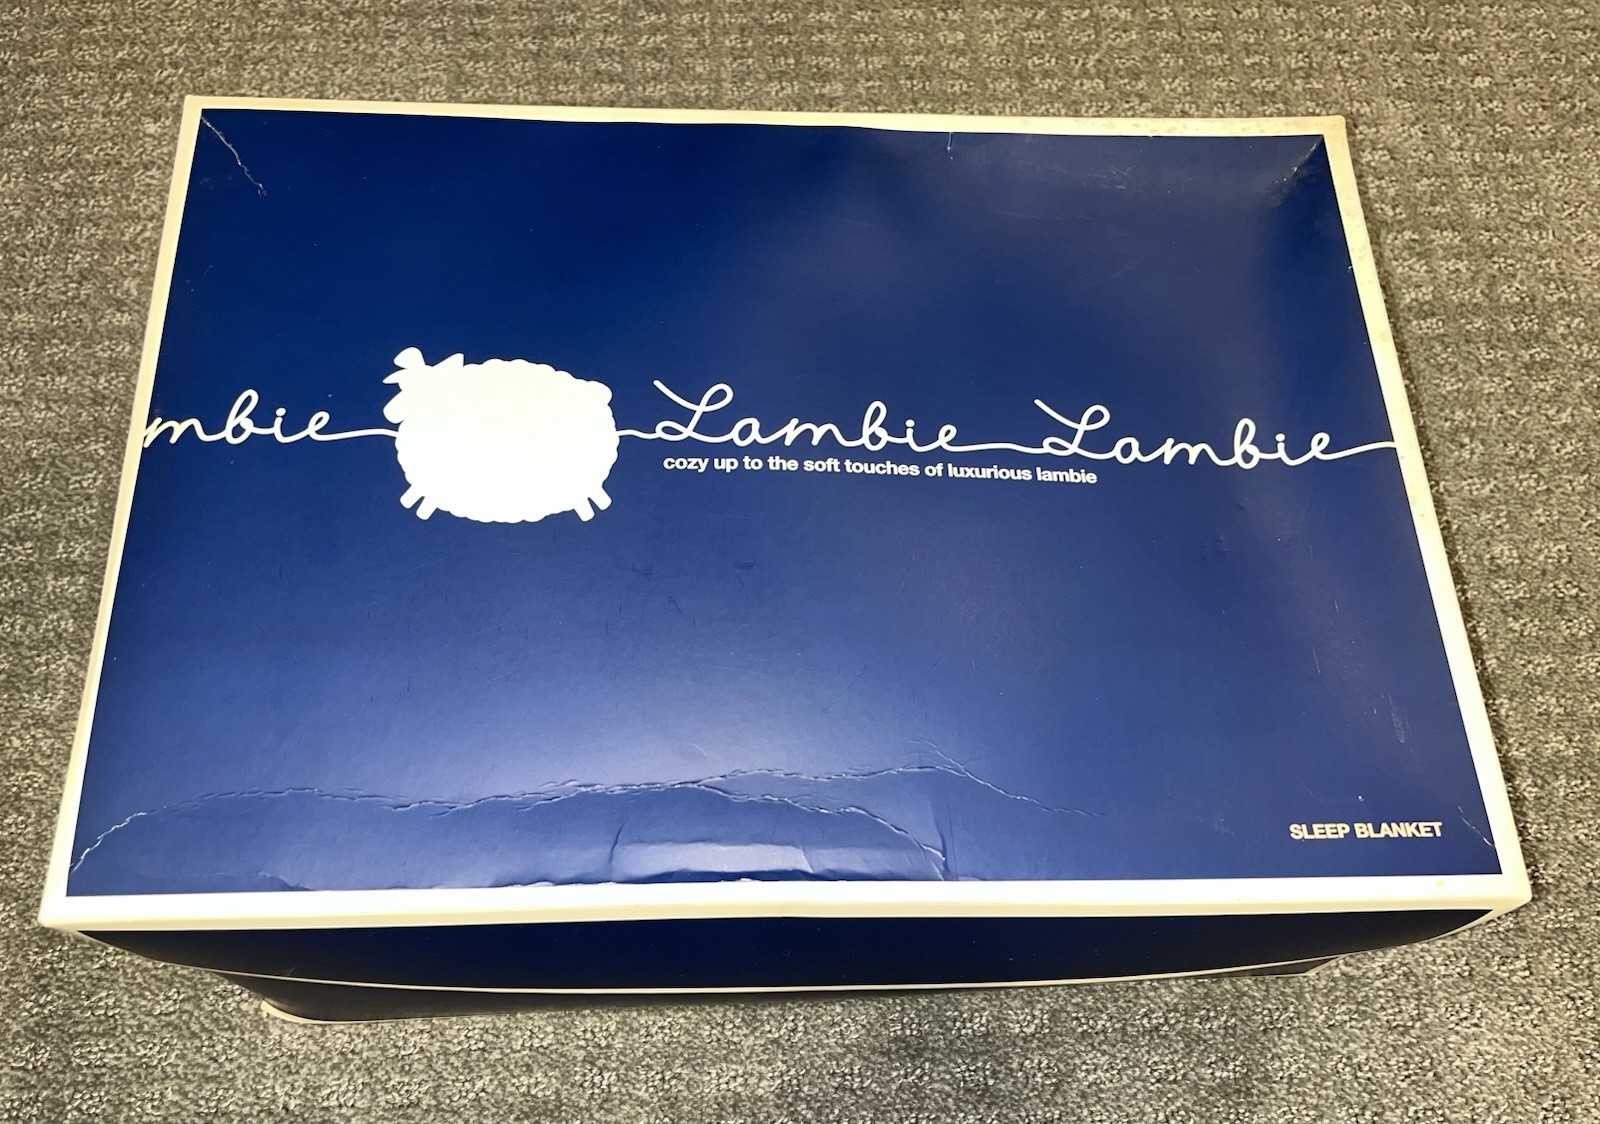 mbie Lambie Lambie
cozy up to the soft touches of luxurious lambie
SLEEP BLANKET